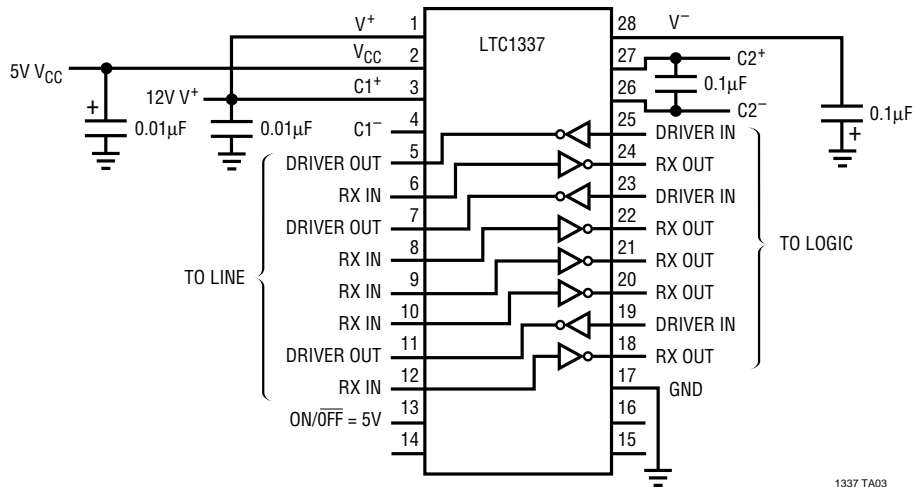 V+ 1 LTC1337 28 V−
5V VCC VCC 2 27 C2+
12V V+ C1+ 3 0.1µF
26 C2−
+ 0.01µF 0.01µF C1− 4 0.1µF +
25 DRIVER IN
DRIVER OUT 5 24 RX OUT
RX IN 6 23 DRIVER IN
DRIVER OUT 7 22 RX OUT
RX IN 8 21 RX OUT
TO LINE TO LOGIC
RX IN 9 20 RX OUT
RX IN 10 19 DRIVER IN
DRIVER OUT 11 18 RX OUT
RX IN 12 17 GND
ON/OFF = 5V 13 16
14 15
1337 TA03